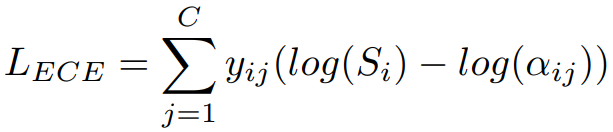 L_{ECE} = \sum_{j=1}^{C} y_{ij}(log(S_i) - log(\alpha_{ij}))